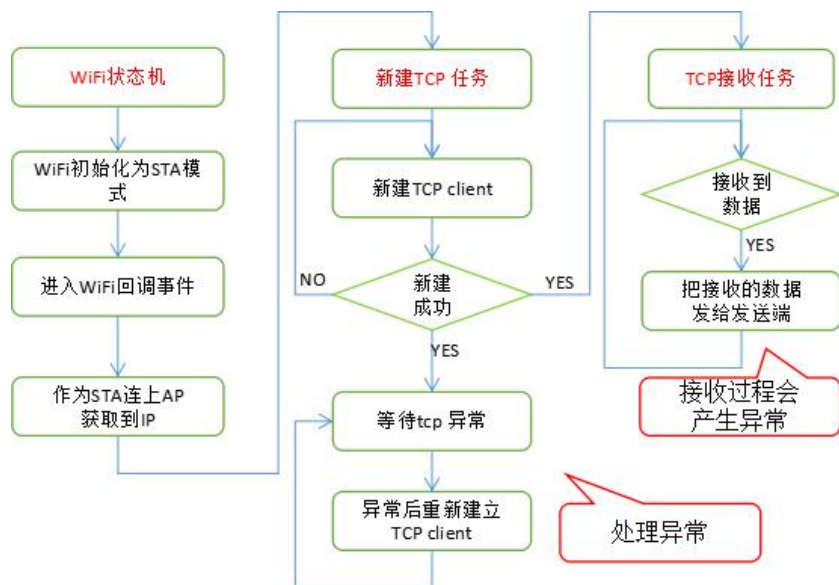 WiFi状态机
WiFi初始化为STA模
式
进入WiFi回调事件
作为STA连上AP
获取到IP
新建TCP 任务
新建TCP client
NO
新建
成功
YES
YES
等待tcp 异常
异常后重新建立
TCP client
处理异常
TCP接收任务
接收到
数据
YES
把接收的数据
发给发送端
接收过程会
产生异常